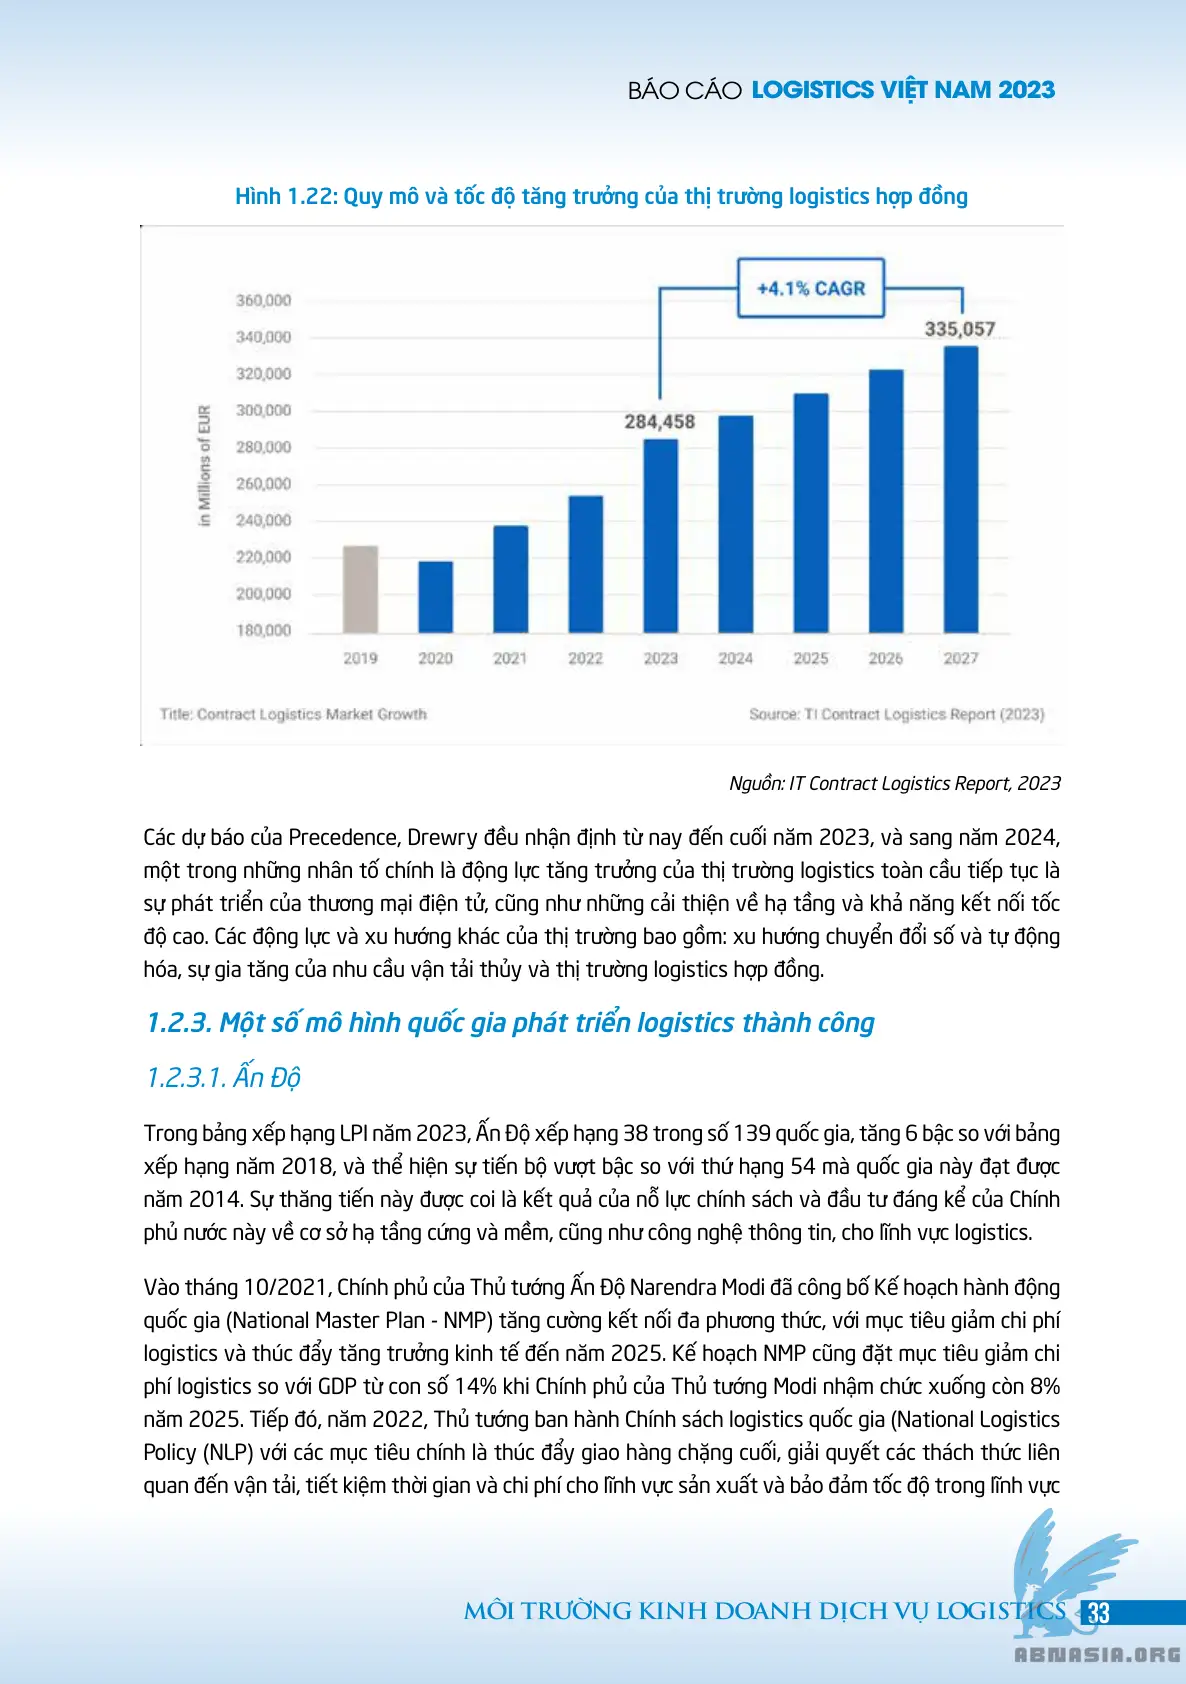 BÁO CÁO LOGISTICS VIỆT NAM 2023
Hình 1.22: Quy mô và tốc độ tăng trưởng của thị trường logistics hợp đồng
+4.1% CAGR
360,000
340,000
320,000
300,000
280,000
260,000
240,000
220,000
200,000
180,000
in Millions of EUR
284,458
335,057
2019 2020 2021 2022 2023 2024 2025 2026 2027
Title: Contract Logistics Market Growth
Source: TI Contract Logistics Report (2023)
Nguồn: IT Contract Logistics Report, 2023
Các dự báo của Precedence, Drewry đều nhận định từ nay đến cuối năm 2023, và sang năm 2024,
một trong những nhân tố chính là động lực tăng trưởng của thị trường logistics toàn cầu tiếp tục là
sự phát triển của thương mại điện tử, cũng như những cải thiện về hạ tầng và khả năng kết nối tốc
độ cao. Các động lực và xu hướng khác của thị trường bao gồm: xu hướng chuyển đổi số và tự động
hóa, sự gia tăng của nhu cầu vận tải thủy và thị trường logistics hợp đồng.
1.2.3. Một số mô hình quốc gia phát triển logistics thành công
1.2.3.1. Ấn Độ
Trong bảng xếp hạng LPI năm 2023, Ấn Độ xếp hạng 38 trong số 139 quốc gia, tăng 6 bậc so với bảng
xếp hạng năm 2018, và thể hiện sự tiến bộ vượt bậc so với thứ hạng 54 mà quốc gia này đạt được
năm 2014. Sự thăng tiến này được coi là kết quả của nỗ lực chính sách và đầu tư đáng kể của Chính
phủ nước này về cơ sở hạ tầng cứng và mềm, cũng như công nghệ thông tin, cho lĩnh vực logistics.
Vào tháng 10/2021, Chính phủ của Thủ tướng Ấn Độ Narendra Modi đã công bố Kế hoạch hành động
quốc gia (National Master Plan - NMP) tăng cường kết nối đa phương thức, với mục tiêu giảm chi phí
logistics và thúc đẩy tăng trưởng kinh tế đến năm 2025. Kế hoạch NMP cũng đặt mục tiêu giảm chi
phí logistics so với GDP từ con số 14% khi Chính phủ của Thủ tướng Modi nhậm chức xuống còn 8%
năm 2025. Tiếp đó, năm 2022, Thủ tướng ban hành Chính sách logistics quốc gia (National Logistics
Policy (NLP) với các mục tiêu chính là thúc đẩy giao hàng chặng cuối, giải quyết các thách thức liên
quan đến vận tải, tiết kiệm thời gian và chi phí cho lĩnh vực sản xuất và bảo đảm tốc độ trong lĩnh vực
MÔI TRƯỜNG KINH DOANH DỊCH VỤ LOGISTICS 33
ABNASIA.ORG